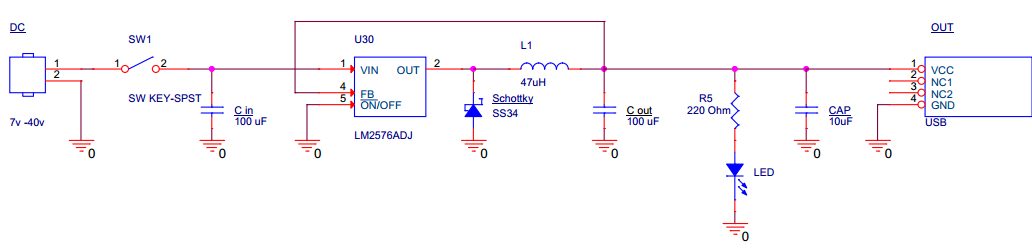 DC
OUT
SW1
U30
L1
1
2
1
2
1
VIN
OUT
2
47uH
1
VCC
2
NC1
3
NC2
4
GND
4
FB
5
ON/OFF
SW KEY-SPST
C in
100 uF
Schottky
SS34
C out
100 uF
R5
220 Ohm
CAP
10uF
USB
7v -40v
LM2576ADJ
0
0
0
0
0
0
0
LED
0